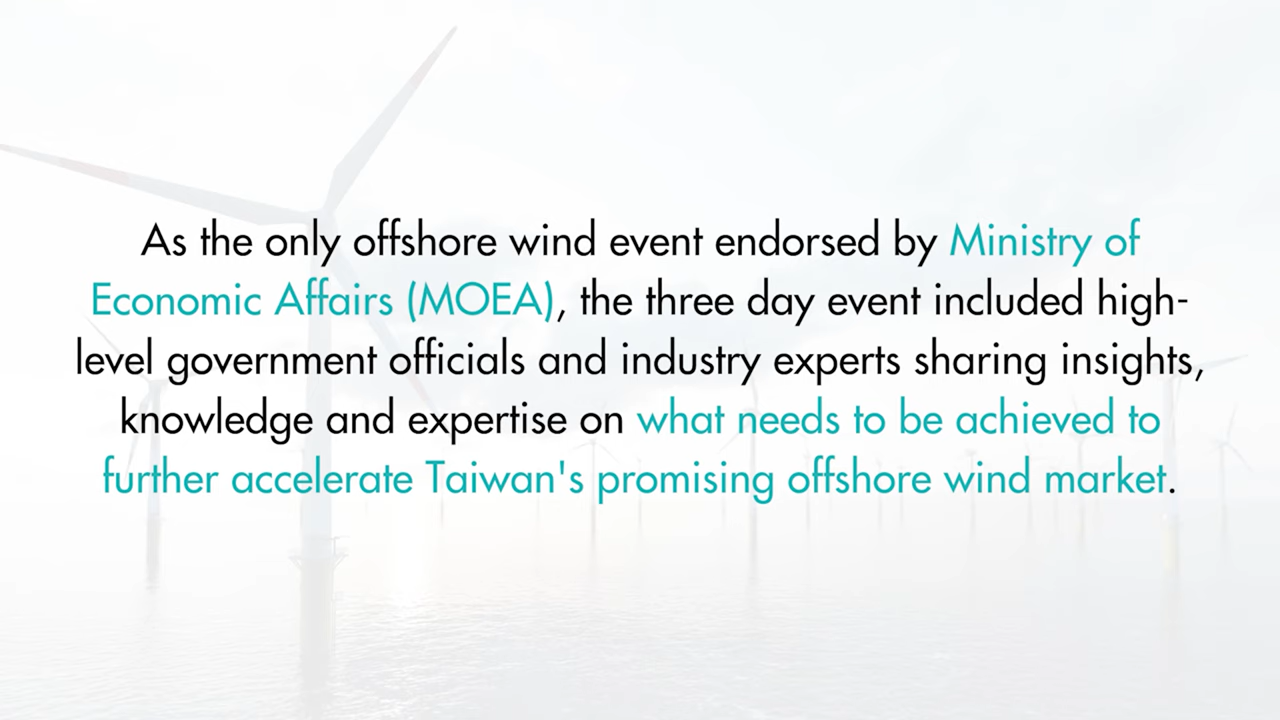 As the only offshore wind event endorsed by Ministry of
Economic Affairs (MOEA), the three day event included high-
level government officials and industry experts sharing insights,
knowledge and expertise on what needs to be achieved to
further accelerate Taiwan's promising offshore wind market.